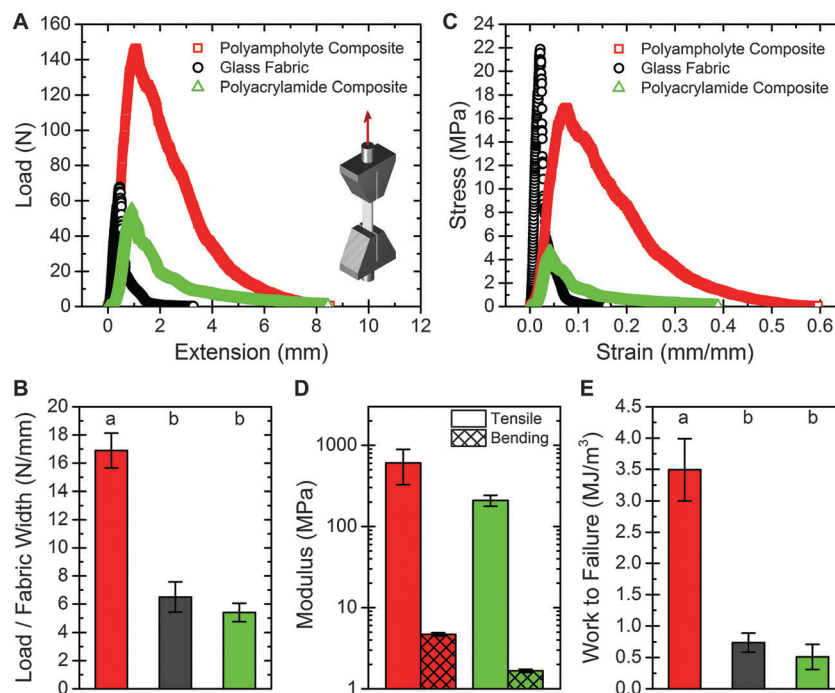 A
160
140
120
100
80
60
40
20
0
Load (N)
Polyampholyte Composite
Glass Fabric
Polyacrylamide Composite
0 2 4 6 8 10 12
Extension (mm)
C
24
22
20
18
16
14
12
10
8
6
4
2
0
Stress (MPa)
Polyampholyte Composite
Glass Fabric
Polyacrylamide Composite
0.0 0.1 0.2 0.3 0.4 0.5 0.6
Strain (mm/mm)
B
20
18
16
14
12
10
8
6
4
2
0
Load / Fabric Width (N/mm)
a b b
D
1000
100
10
1
Modulus (MPa)
Tensile
Bending
E
4.5
4.0
3.5
3.0
2.5
2.0
1.5
1.0
0.5
0.0
Work to Failure (MJ/m³)
a b b